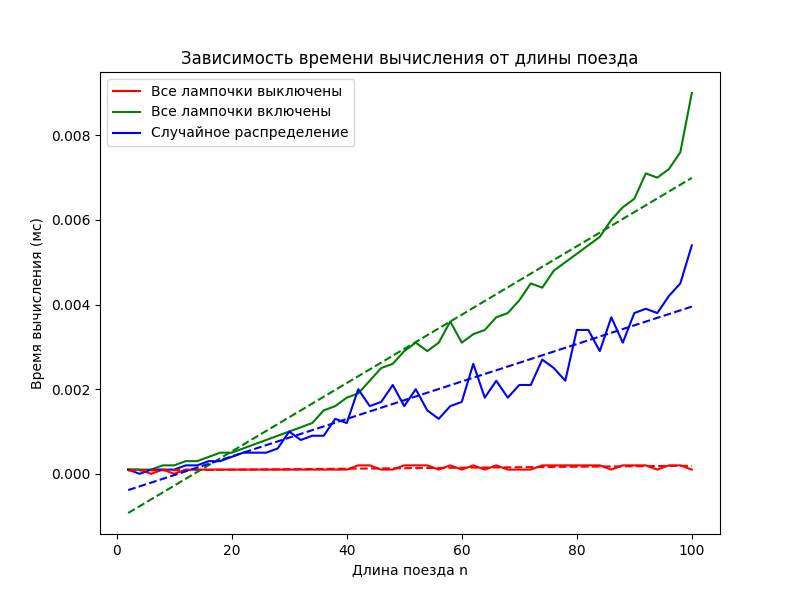 Зависимость времени вычисления от длины поезда
Все лампочки выключены
Все лампочки включены
Случайное распределение
Время вычисления (мс)
0.008
0.006
0.004
0.002
0.000
0 20 40 60 80 100
Длина поезда n